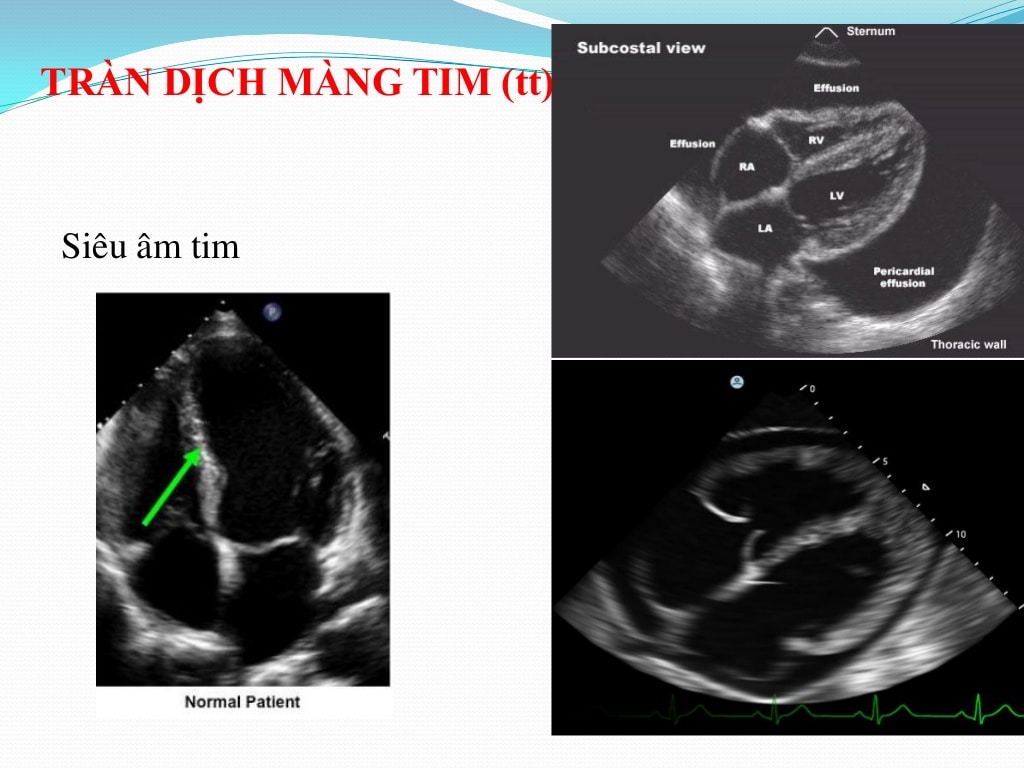 TRÀN DỊCH MÀNG TIM (tt)
Siêu âm tim
Normal Patient
Subcostal view
Sternum
Effusion
Effusion
RV
RA
LV
LA
Pericardial
effusion
Thoracic wall
0
5
10